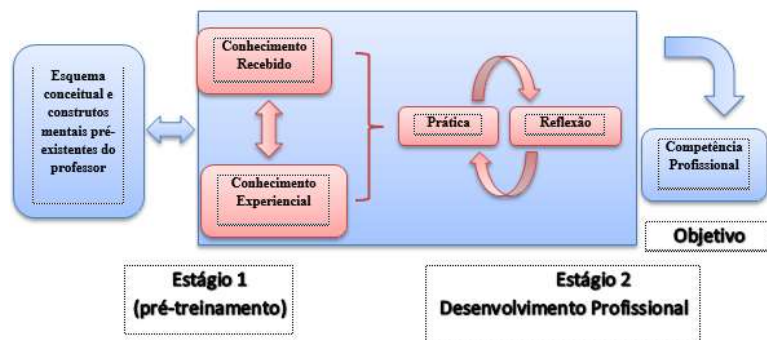 Esquema
conceitual e
construtos
mentais pré-
existentes do
professor
Conhecimento
Recebido
Conhecimento
Experiencial
Prática
Reflexão
Competência
Profissional
Objetivo
Estágio 1
(pré-treinamento)
Estágio 2
Desenvolvimento Profissional